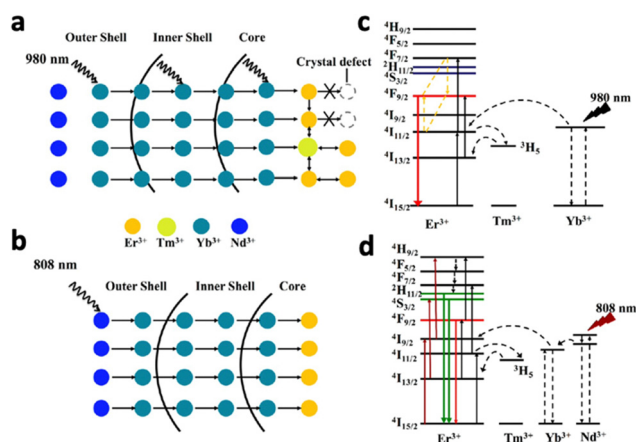 a
980 nm
Outer Shell
Inner Shell
Core
Crystal defect
Er³⁺
Tm³⁺
Yb³⁺
Nd³⁺
b
808 nm
Outer Shell
Inner Shell
Core
c
⁴H₉/₂
⁴F₅/₂
⁴F₇/₂
²H₁₁/₂
⁴S₃/₂
⁴F₉/₂
⁴I₉/₂
⁴I₁₁/₂
⁴I₁₃/₂
⁴I₁₅/₂
³H₅
980 nm
Er³⁺
Tm³⁺
Yb³⁺
d
⁴H₉/₂
⁴F₅/₂
⁴F₇/₂
²H₁₁/₂
⁴S₃/₂
⁴F₉/₂
⁴I₉/₂
⁴I₁₁/₂
⁴I₁₃/₂
⁴I₁₅/₂
³H₅
808 nm
Er³⁺
Tm³⁺
Yb³⁺
Nd³⁺